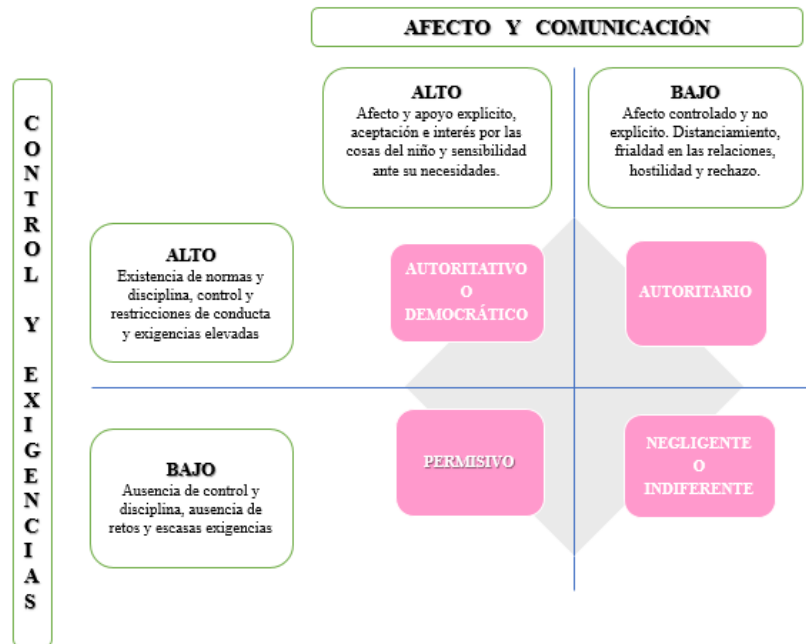 AFECTO Y COMUNICACIÓN
CONTROL Y EXIGENCIAS
ALTO
Afecto y apoyo explícito,
aceptación e interés por las
cosas del niño y sensibilidad
ante su necesidades.
BAJO
Afecto controlado y no
explícito. Distanciamiento,
frialdad en las relaciones,
hostilidad y rechazo.
ALTO
Existencia de normas y
disciplina, control y
restricciones de conducta
y exigencias elevadas
AUTORITATIVO
O
DEMOCRÁTICO
AUTORITARIO
BAJO
Ausencia de control y
disciplina, ausencia de
retos y escasas exigencias
PERMISIVO
NEGLIGENTE
O
INDIFERENTE